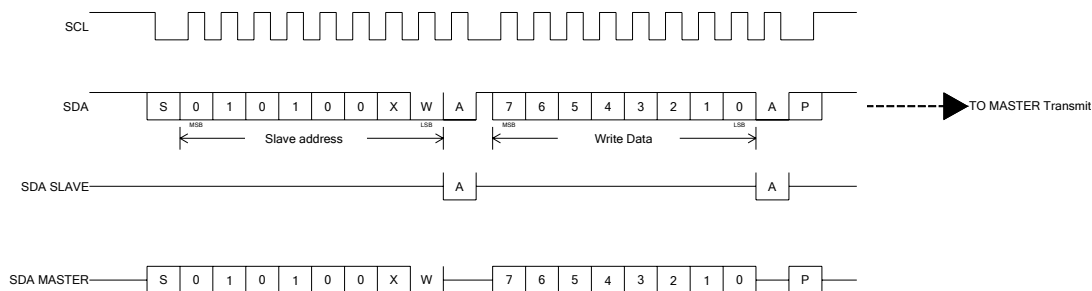 SCL
SDA S 0 1 0 1 0 0 X W A 7 6 5 4 3 2 1 0 A P TO MASTER Transmit
MSB LSB MSB LSB
Slave address Write Data
SDA SLAVE A A
SDA MASTER S 0 1 0 1 0 0 X W 7 6 5 4 3 2 1 0 P